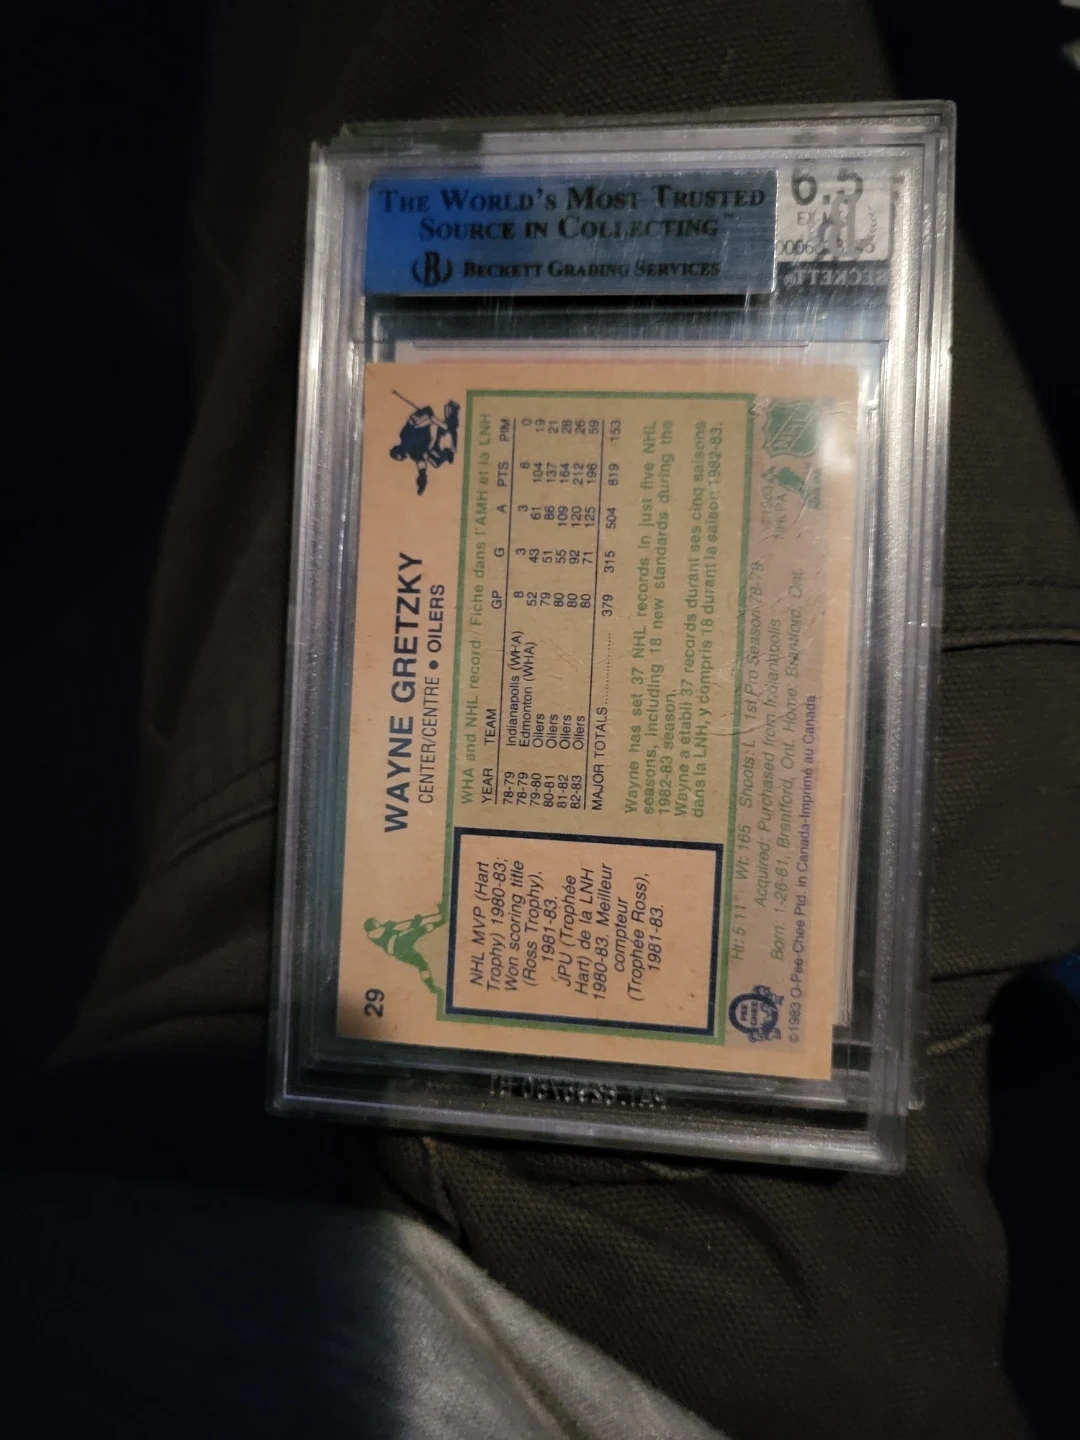 THE WORLD'S MOST TRUSTED
SOURCE IN COLLECTING™
(B) BECKETT GRADING SERVICES
6.5
BECKETT
29
WAYNE GRETZKY
CENTER/CENTRE • OILERS
WHA and NHL record / Fiche dans l'AMH et la LNH
YEAR TEAM GP G A PTS PIM
78-79 Indianapolis (WHA) 8 3 3 6 0
78-79 Edmonton (WHA) 52 43 61 104 19
79-80 Oilers 79 51 86 137 21
80-81 Oilers 80 55 109 164 28
81-82 Oilers 80 92 120 212 26
82-83 Oilers 80 71 125 196 59
MAJOR TOTALS............... 379 315 504 819 153
Wayne has set 37 NHL records in just five NHL
seasons, including 18 new standards during the
1982-83 season.
Wayne a établi 37 records durant ses cinq saisons
dans la LNH, y compris 18 durant la saison 1982-83.
NHL MVP (Hart
Trophy) 1980-83;
Won scoring title
(Ross Trophy),
1981-83.
JPU (Trophée
Hart) de la LNH
1980-83. Meilleur
compteur
(Trophée Ross),
1981-83.
Ht: 5'11" Wt: 165 Shoots: L 1st Pro Season: 78-79
Acquired: Purchased from Indianapolis
Born: 1-26-61, Brantford, Ont. Home: Brantford, Ont.
©1983 O-Pee-Chee Ptd. in Canada-Imprimé au Canada
©1983
NHLPA
NHL